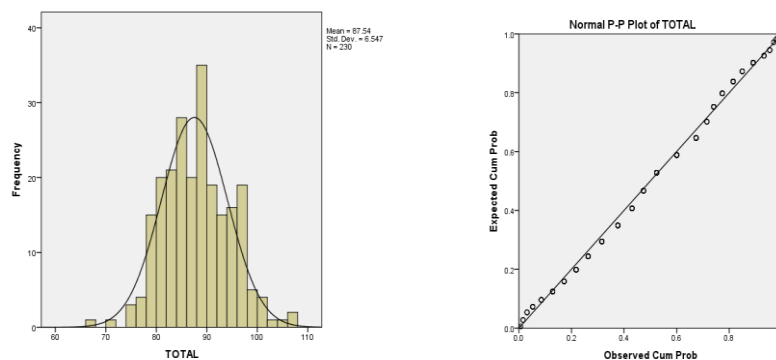 Mean = 87.54
Std. Dev. = 6.547
N = 230
40
30
20
10
0
Frequency
60 70 80 90 100 110
TOTAL
Normal P-P Plot of TOTAL
1.0
0.8
0.6
0.4
0.2
0.0
Expected Cum Prob
0.0 0.2 0.4 0.6 0.8
Observed Cum Prob